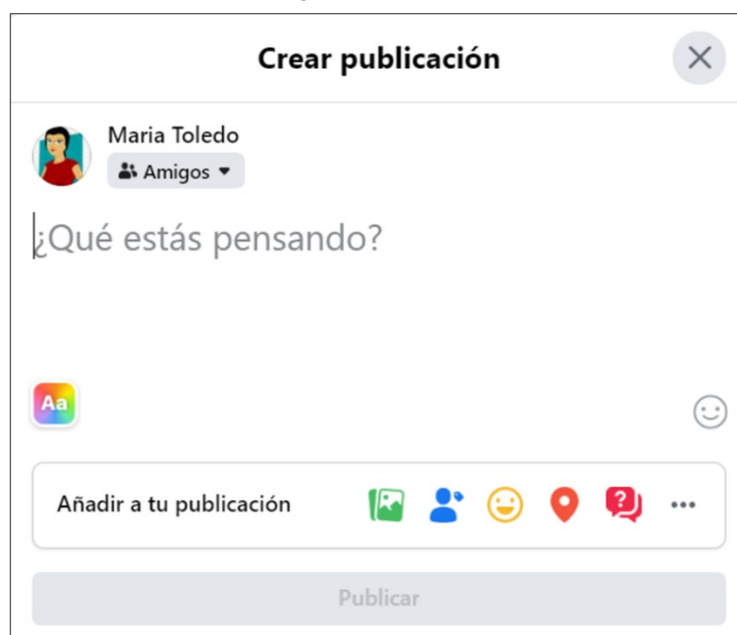 Crear publicación
Maria Toledo
Amigos
¿Qué estás pensando?
Aa
Añadir a tu publicación
?
Publicar